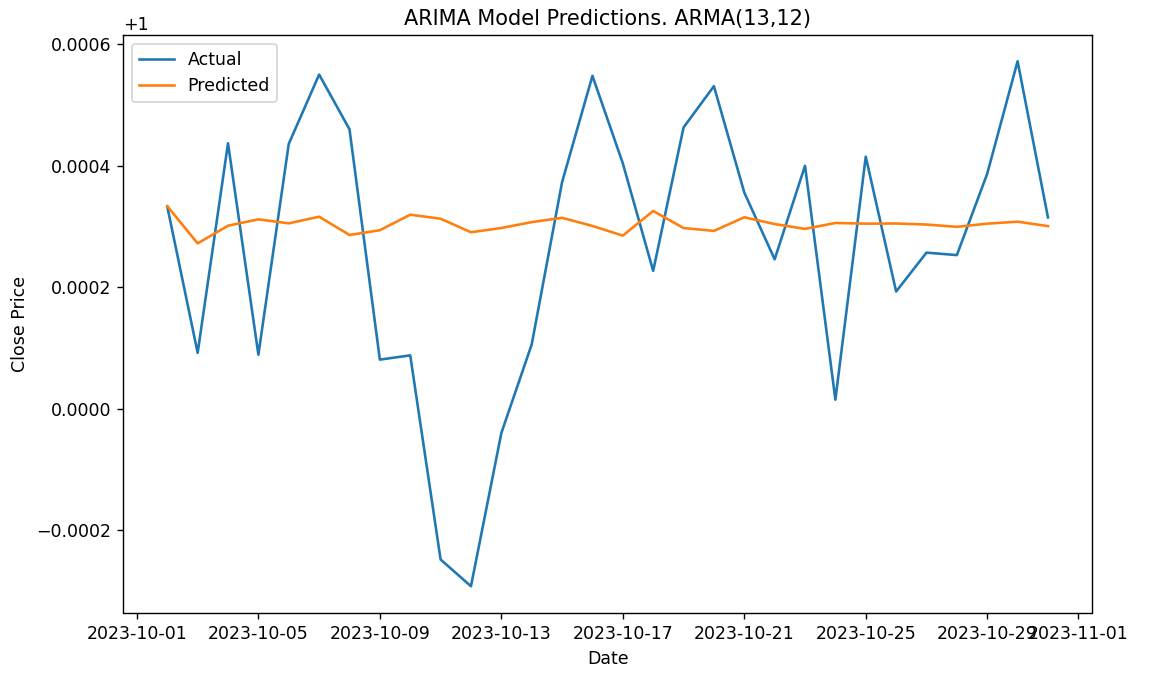 ARIMA Model Predictions. ARMA(13,12)
+1
0.0006
0.0004
0.0002
0.0000
−0.0002
Close Price
Actual
Predicted
2023-10-01 2023-10-05 2023-10-09 2023-10-13 2023-10-17 2023-10-21 2023-10-25 2023-10-29 2023-11-01
Date